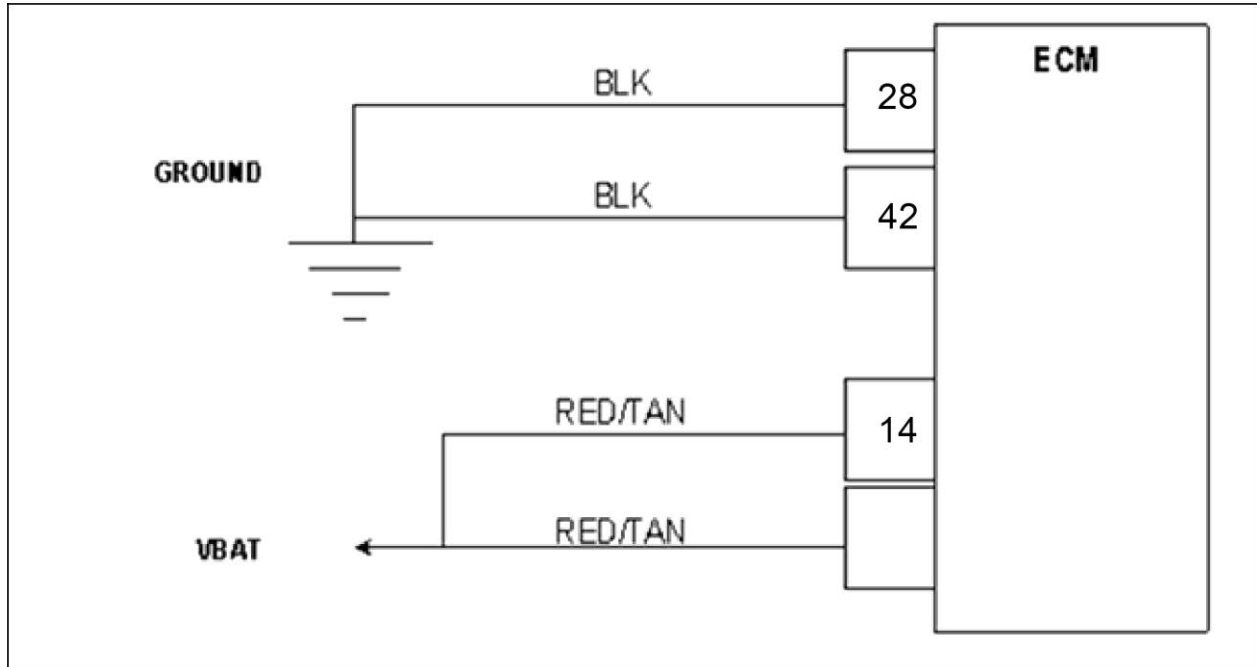 ECM
BLK
28
GROUND
BLK
42
RED/TAN
14
VBAT
RED/TAN